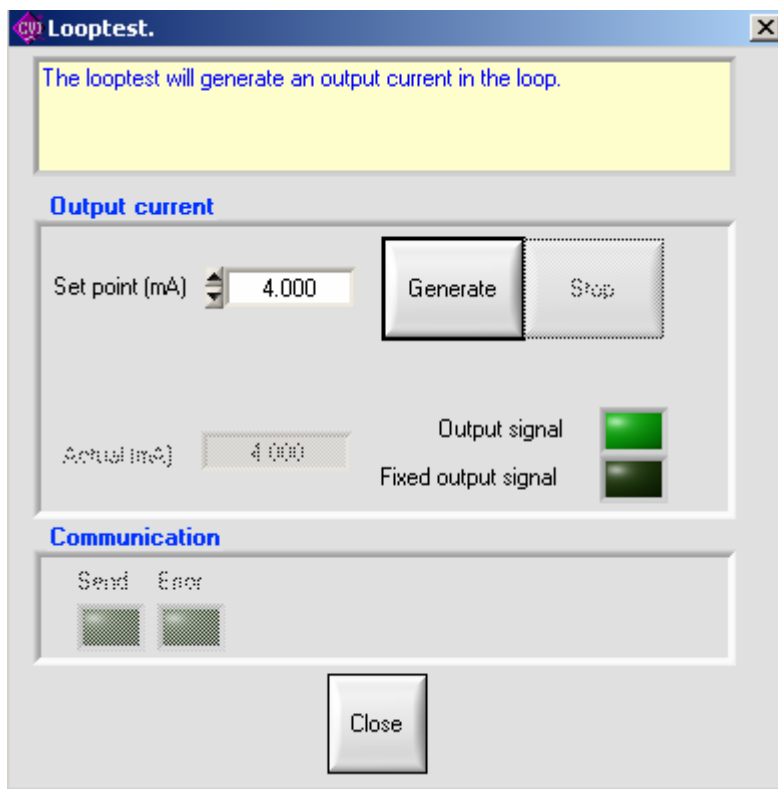 CVI Looptest.
The looptest will generate an output current in the loop.
Output current
Set point (mA) 4.000 Generate Stop
Output signal
Actual (mA) 4.000
Fixed output signal
Communication
Send Error
Close